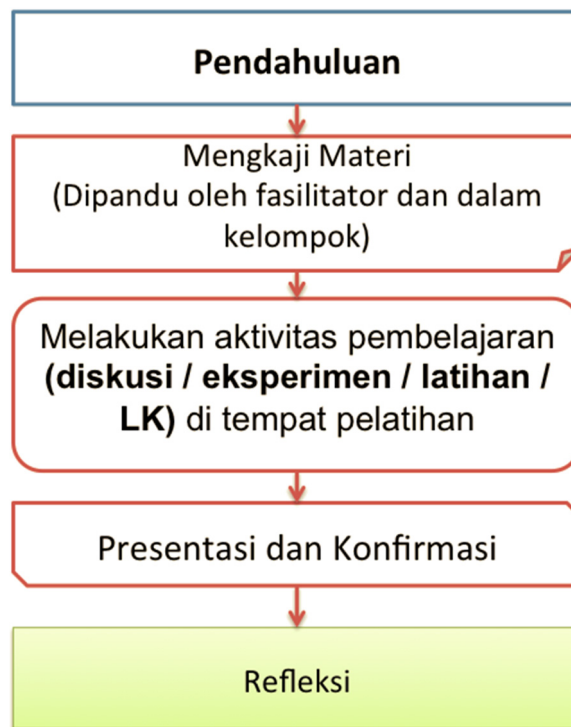 Pendahuluan
Mengkaji Materi
(Dipandu oleh fasilitator dan dalam
kelompok)
Melakukan aktivitas pembelajaran
(diskusi / eksperimen / latihan /
LK) di tempat pelatihan
Presentasi dan Konfirmasi
Refleksi